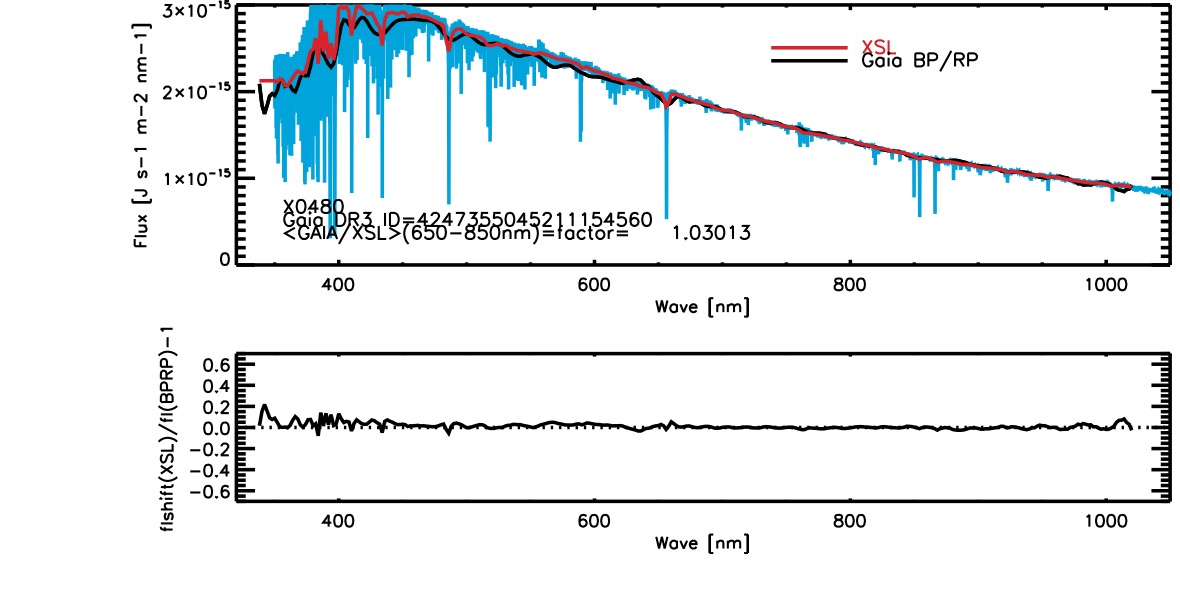 3×10−15
2×10−15
1×10−15
0
Flux [J s−1 m−2 nm−1]
XSL
Gaia BP/RP
X0480
Gaia DR3 ID=4247355045211154560
<GAIA/XSL>(650−850nm)=factor= 1.03013
400 600 800 1000
Wave [nm]
flshift(XSL)/fl(BPRP)−1
0.6
0.4
0.2
0.0
−0.2
−0.4
−0.6
400 600 800 1000
Wave [nm]